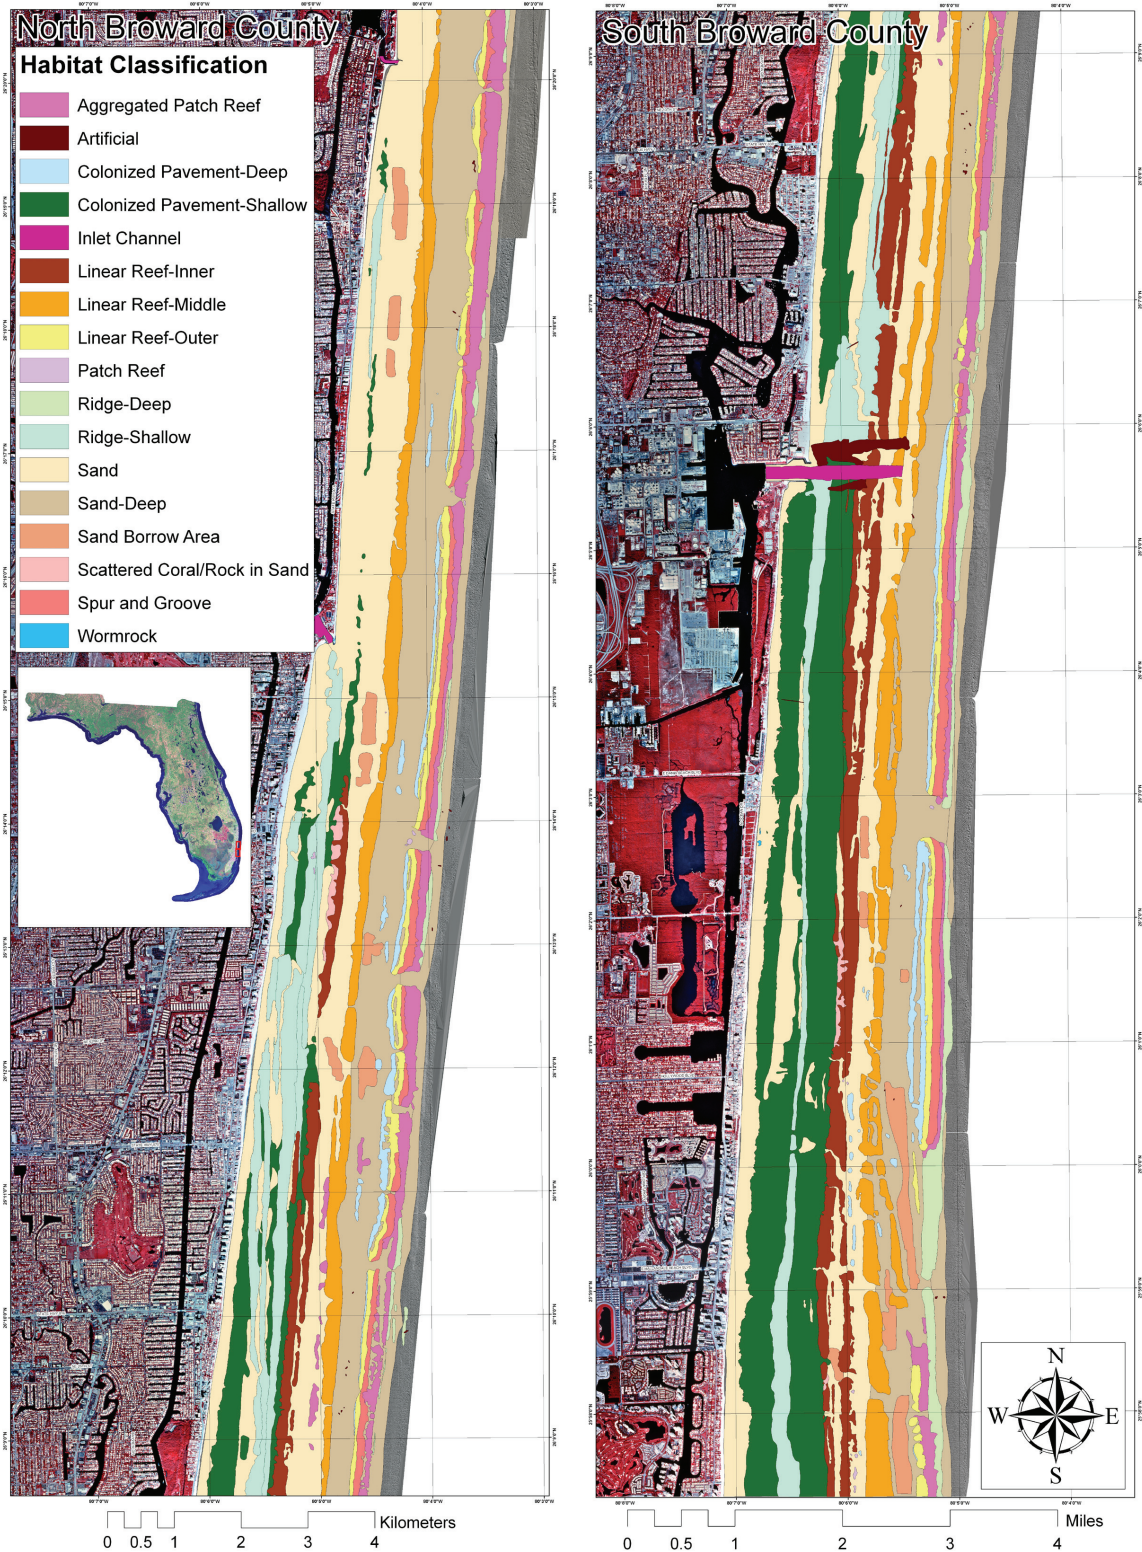 North Broward County
South Broward County
Habitat Classification
Aggregated Patch Reef
Artificial
Colonized Pavement-Deep
Colonized Pavement-Shallow
Inlet Channel
Linear Reef-Inner
Linear Reef-Middle
Linear Reef-Outer
Patch Reef
Ridge-Deep
Ridge-Shallow
Sand
Sand-Deep
Sand Borrow Area
Scattered Coral/Rock in Sand
Spur and Groove
Wormrock
N
W E
S
Kilometers
0 0.5 1 2 3 4
Miles
0 0.5 1 2 3 4